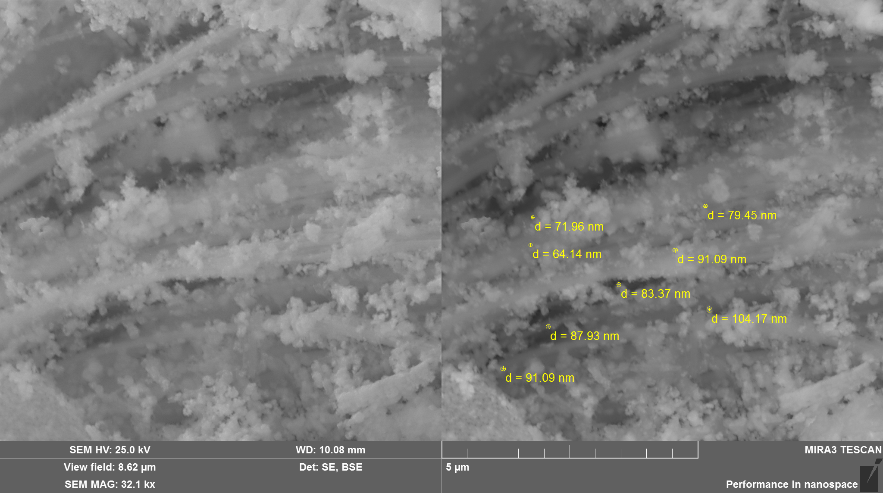 d = 79.45 nm
d = 71.96 nm
d = 64.14 nm
d = 91.09 nm
d = 83.37 nm
d = 104.17 nm
d = 87.93 nm
d = 91.09 nm
SEM HV: 25.0 kV WD: 10.08 mm MIRA3 TESCAN
View field: 8.62 µm Det: SE, BSE 5 µm
SEM MAG: 32.1 kx Performance in nanospace